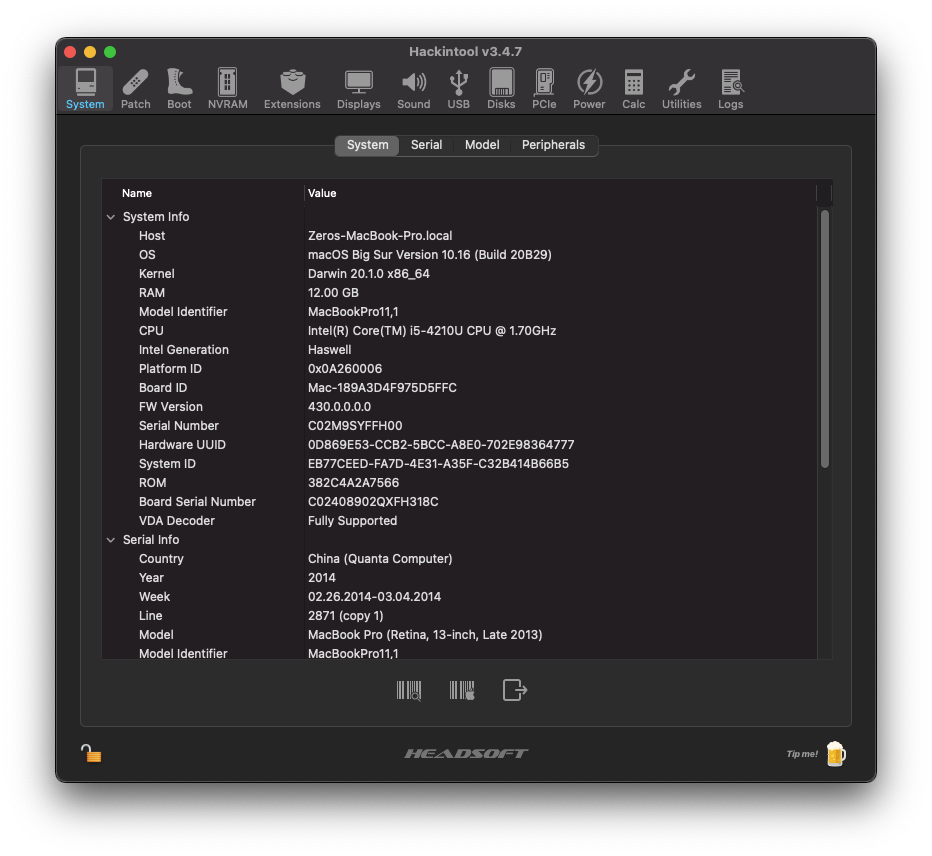 Hackintool v3.4.7
System Patch Boot NVRAM Extensions Displays Sound USB Disks PCIe Power Calc Utilities Logs
System Serial Model Peripherals
Name Value
System Info
Host Zeros-MacBook-Pro.local
OS macOS Big Sur Version 10.16 (Build 20B29)
Kernel Darwin 20.1.0 x86_64
RAM 12.00 GB
Model Identifier MacBookPro11,1
CPU Intel(R) Core(TM) i5-4210U CPU @ 1.70GHz
Intel Generation Haswell
Platform ID 0x0A260006
Board ID Mac-189A3D4F975D5FFC
FW Version 430.0.0.0.0
Serial Number C02M9SYFFH00
Hardware UUID 0D869E53-CCB2-5BCC-A8E0-702E98364777
System ID EB77CEED-FA7D-4E31-A35F-C32B414B66B5
ROM 382C4A2A7566
Board Serial Number C02408902QXFH318C
VDA Decoder Fully Supported
Serial Info
Country China (Quanta Computer)
Year 2014
Week 02.26.2014-03.04.2014
Line 2871 (copy 1)
Model MacBook Pro (Retina, 13-inch, Late 2013)
Model Identifier MacBookPro11,1
HEADSOFT Tip me!